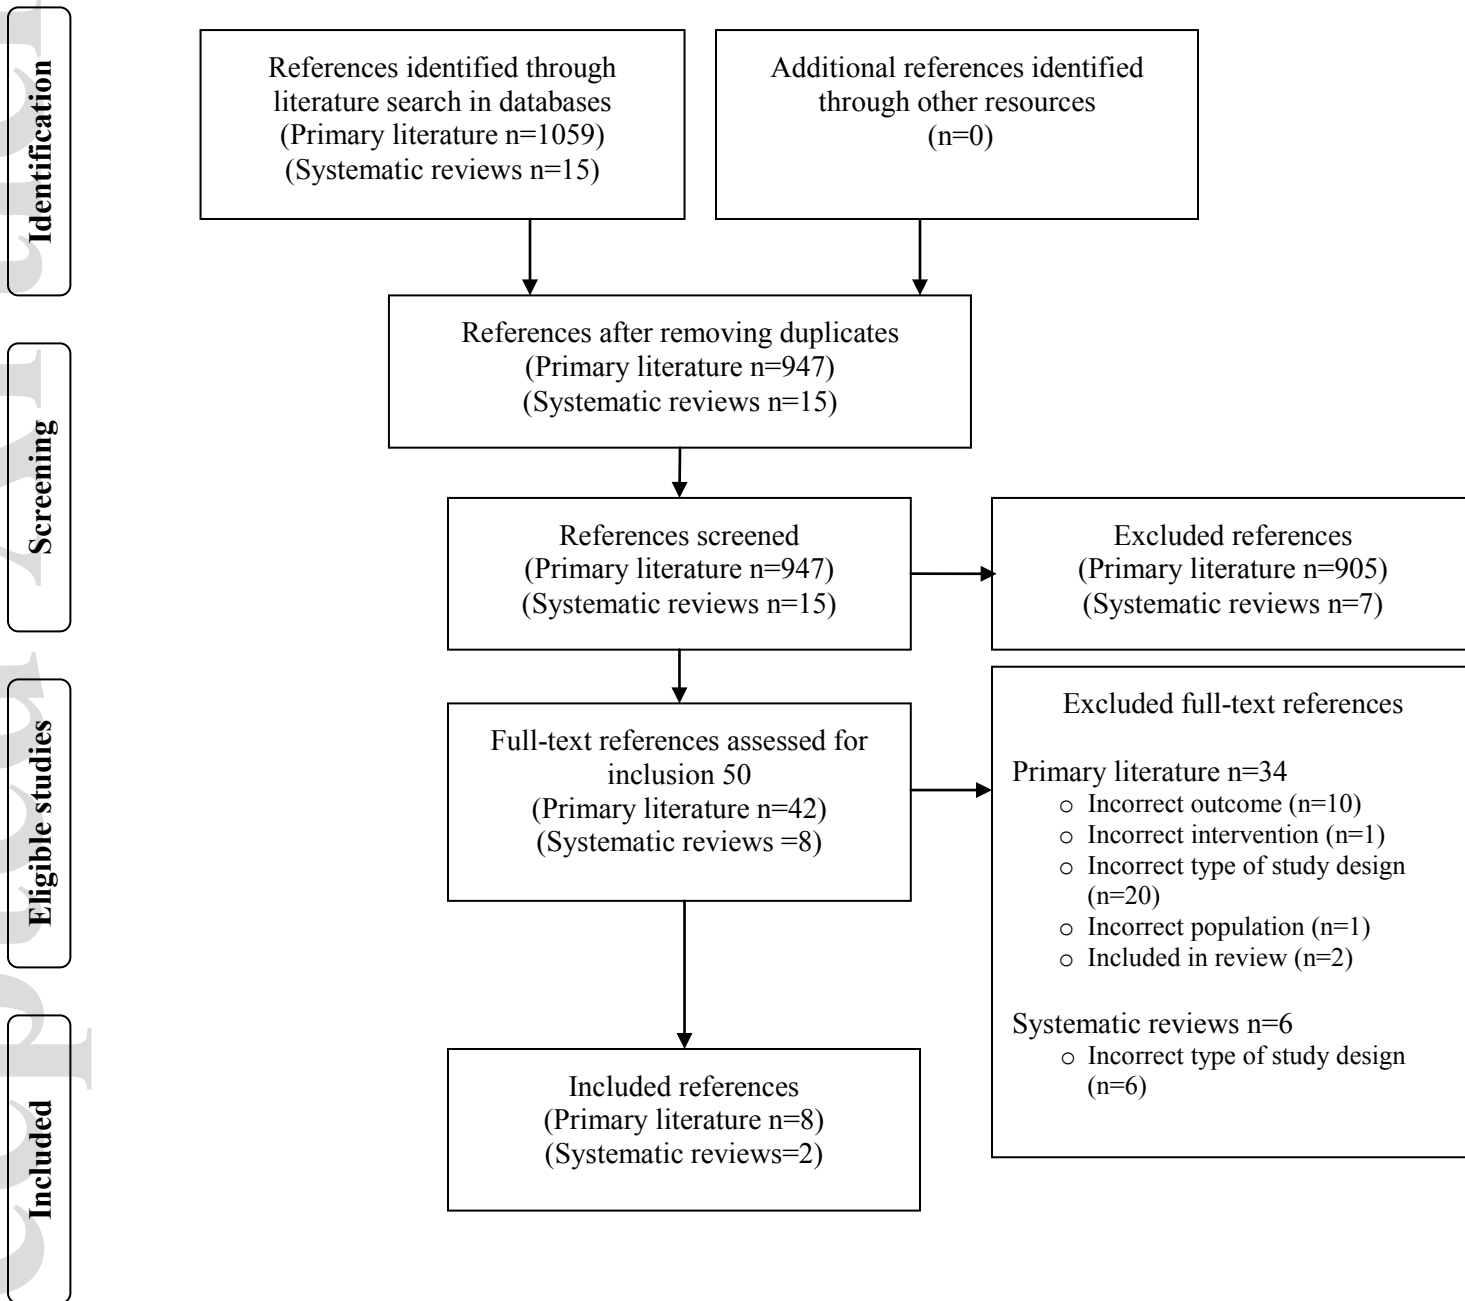 Identification
References identified through
literature search in databases
(Primary literature n=1059)
(Systematic reviews n=15)
Additional references identified
through other resources
(n=0)
References after removing duplicates
(Primary literature n=947)
(Systematic reviews n=15)
Screening
References screened
(Primary literature n=947)
(Systematic reviews n=15)
Excluded references
(Primary literature n=905)
(Systematic reviews n=7)
Eligible studies
Full-text references assessed for
inclusion 50
(Primary literature n=42)
(Systematic reviews =8)
Excluded full-text references
Primary literature n=34
o Incorrect outcome (n=10)
o Incorrect intervention (n=1)
o Incorrect type of study design
(n=20)
o Incorrect population (n=1)
o Included in review (n=2)
Systematic reviews n=6
o Incorrect type of study design
(n=6)
Included
Included references
(Primary literature n=8)
(Systematic reviews=2)